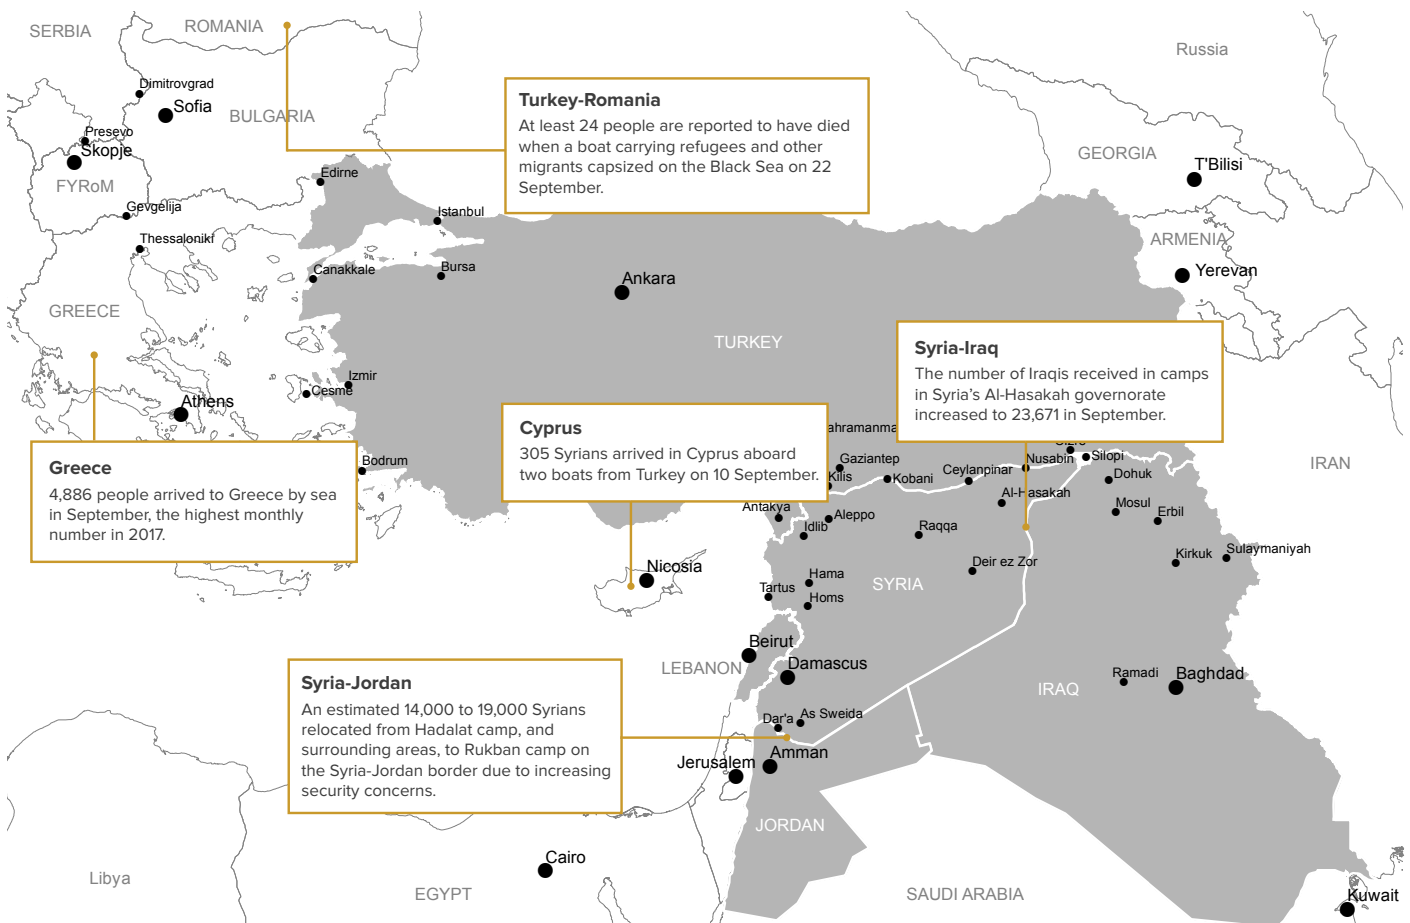 SERBIA
ROMANIA
Russia
Dimitrovgrad
Sofia
BULGARIA
Presevo
Skopje
FYRoM
Gevgelija
Thessaloniki
GREECE
Edirne
Istanbul
Canakkale
Bursa
Ankara
TURKEY
GEORGIA
T'Bilisi
ARMENIA
Yerevan
Turkey-Romania
At least 24 people are reported to have died
when a boat carrying refugees and other
migrants capsized on the Black Sea on 22
September.
Syria-Iraq
The number of Iraqis received in camps
in Syria's Al-Hasakah governorate
increased to 23,671 in September.
Izmir
Cesme
Athens
Bodrum
Cyprus
305 Syrians arrived in Cyprus aboard
two boats from Turkey on 10 September.
Greece
4,886 people arrived to Greece by sea
in September, the highest monthly
number in 2017.
ahramanma
Gaziantep
Kilis
Kobani
Ceylanpinar
Nusabin
Silopi
Dohuk
IRAN
Antakya
Idlib
Aleppo
Raqqa
Al-Hasakah
Mosul
Erbil
Deir ez Zor
Kirkuk
Sulaymaniyah
Nicosia
Tartus
Hama
Homs
SYRIA
Beirut
LEBANON
Damascus
IRAQ
Ramadi
Baghdad
Syria-Jordan
An estimated 14,000 to 19,000 Syrians
relocated from Hadalat camp, and
surrounding areas, to Rukban camp on
the Syria-Jordan border due to increasing
security concerns.
Dar'a
As Sweida
Jerusalem
Amman
JORDAN
Libya
Cairo
EGYPT
SAUDI ARABIA
Kuwait